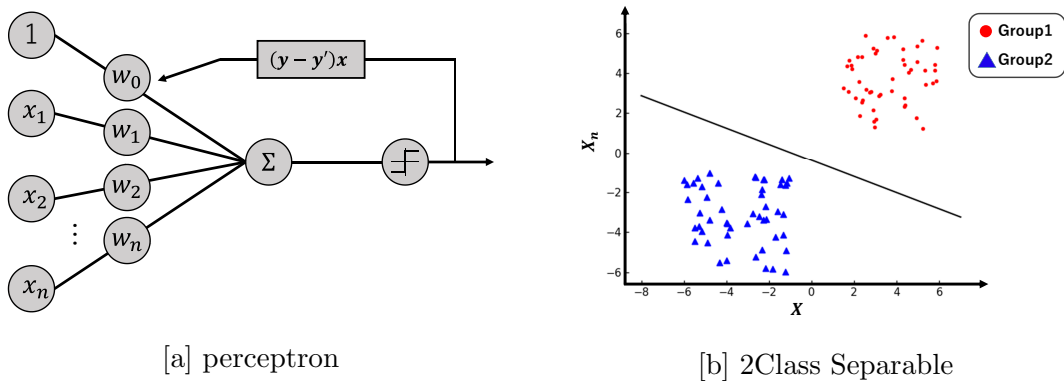 1
x₁
x₂
⋮
xₙ
w₀
w₁
w₂
wₙ
(y − y′)x
Σ
[a] perceptron
Group1
Group2
6
4
2
0
−2
−4
−6
Xₙ
−8 −6 −4 −2 0 2 4 6
X
[b] 2Class Separable